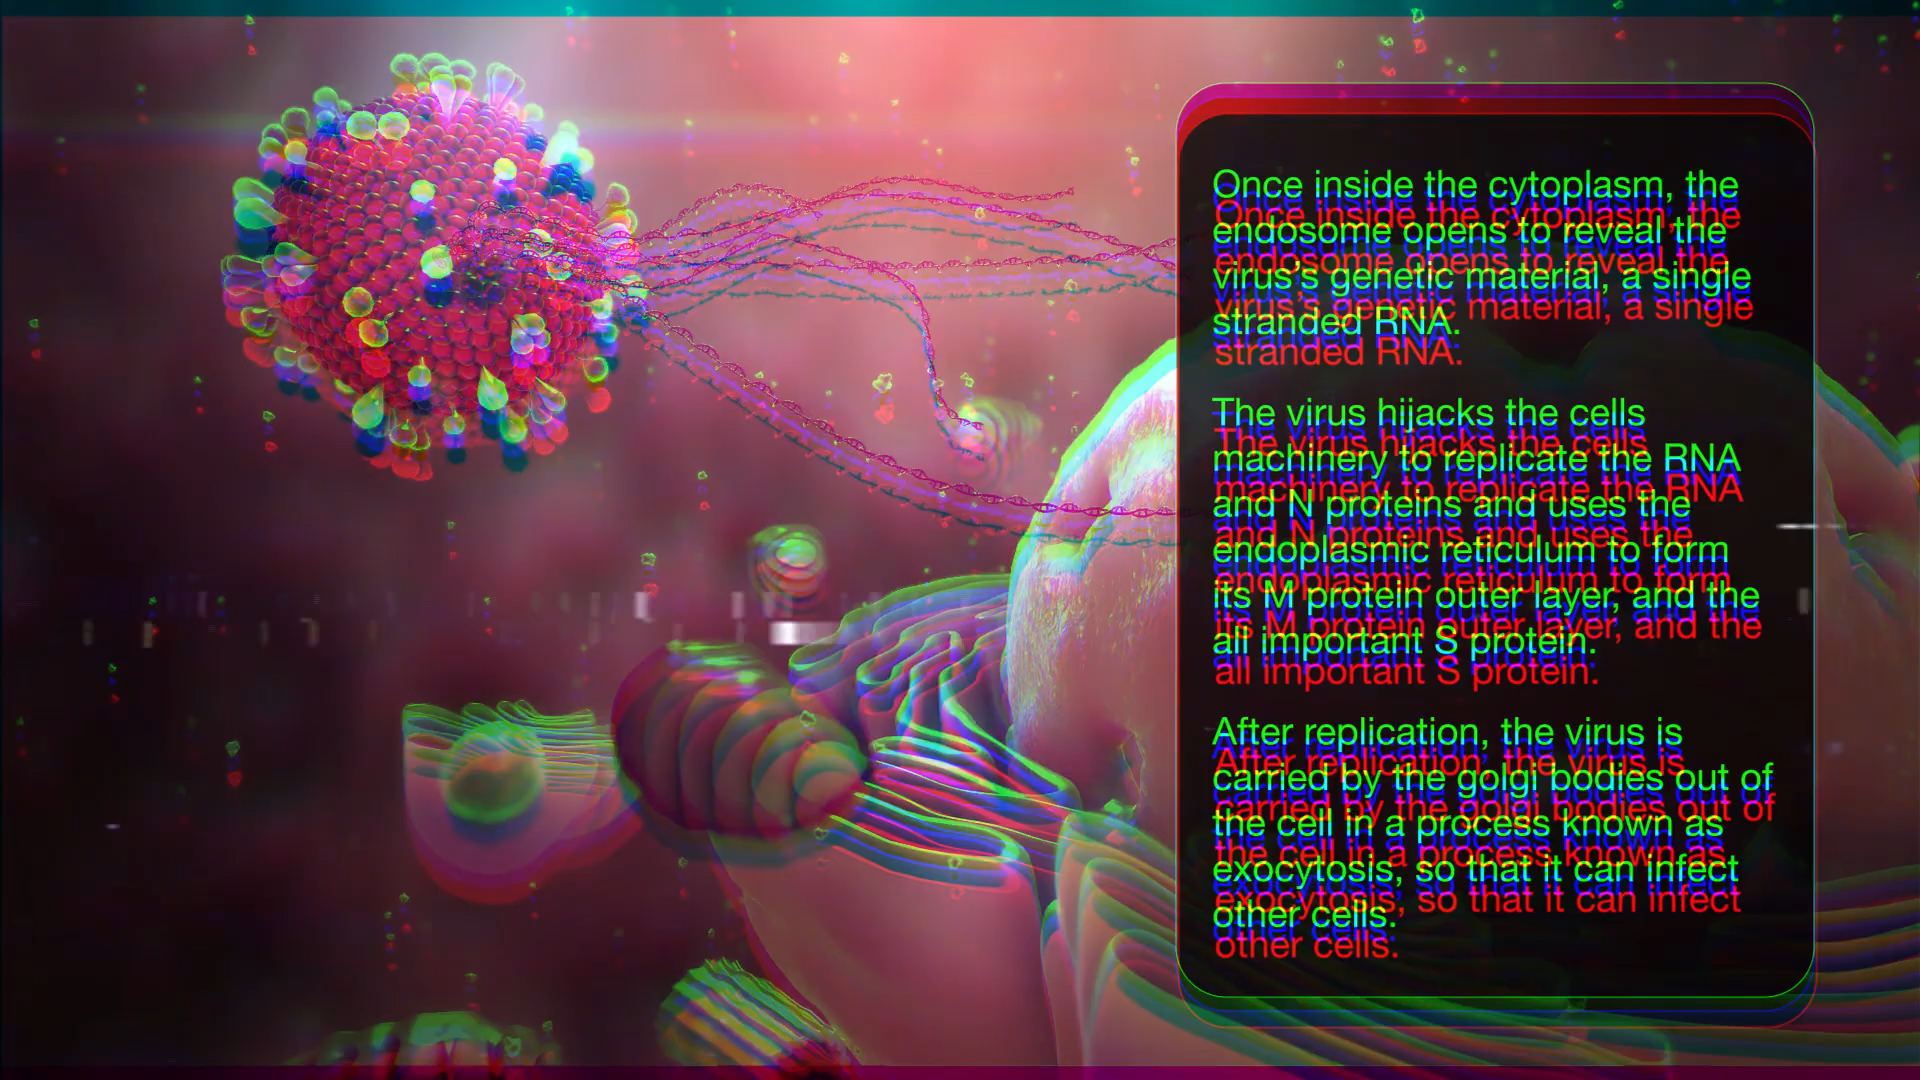 Once inside the cytoplasm, the
endosome opens to reveal the
virus's genetic material, a single
stranded RNA.
The virus hijacks the cells
machinery to replicate the RNA
and N proteins and uses the
endoplasmic reticulum to form
its M protein outer layer, and the
all important S protein.
After replication, the virus is
carried by the golgi bodies out of
the cell in a process known as
exocytosis, so that it can infect
other cells.